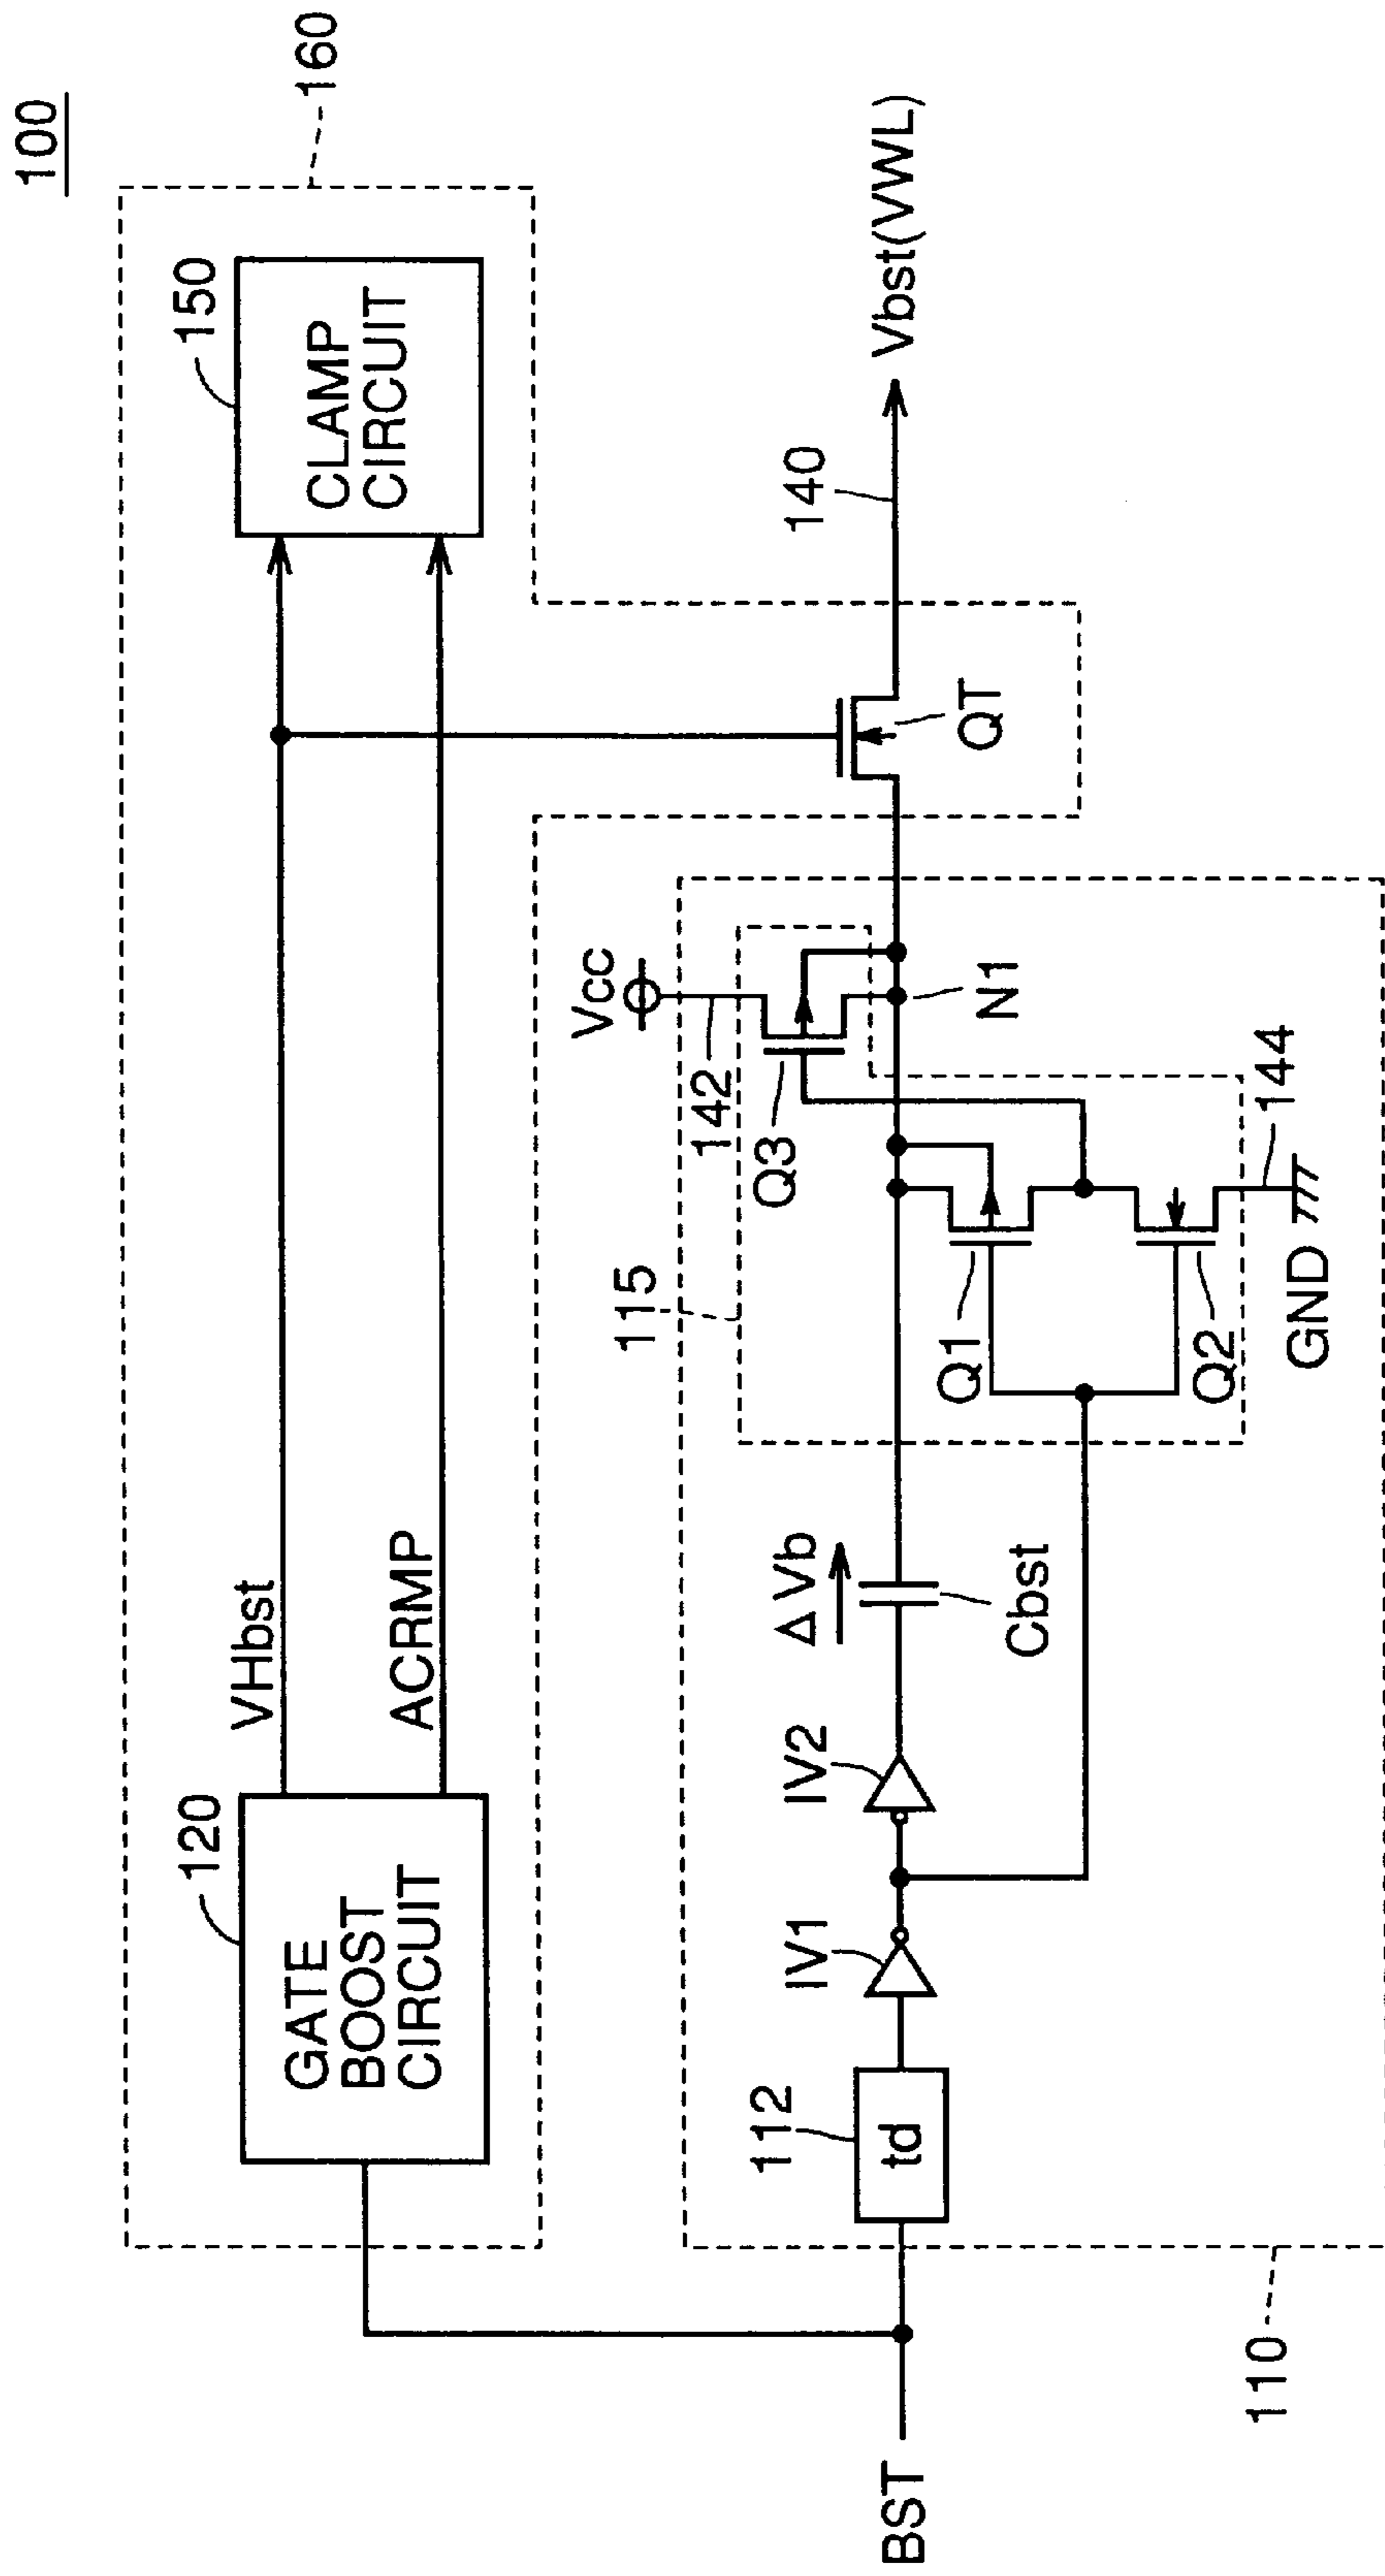 100
160
120
GATE
BOOST
CIRCUIT
VHbst
ACRMP
150
CLAMP
CIRCUIT
Vcc
142
Q3
115
N1
QT
140
Vbst(VWL)
BST
112
td
IV1
IV2
ΔVb
Cbst
Q1
Q2
GND
144
110